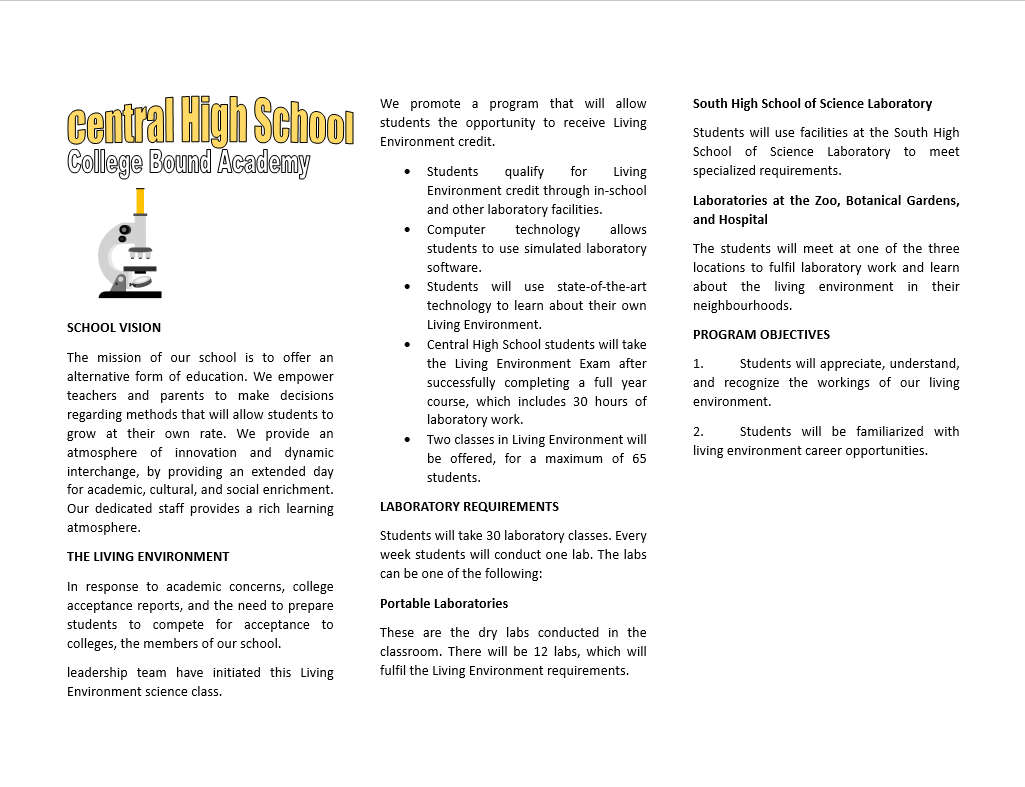 Central High School
College Bound Academy
SCHOOL VISION
The mission of our school is to offer an
alternative form of education. We empower
teachers and parents to make decisions
regarding methods that will allow students to
grow at their own rate. We provide an
atmosphere of innovation and dynamic
interchange, by providing an extended day
for academic, cultural, and social enrichment.
Our dedicated staff provides a rich learning
atmosphere.
THE LIVING ENVIRONMENT
In response to academic concerns, college
acceptance reports, and the need to prepare
students to compete for acceptance to
colleges, the members of our school.
leadership team have initiated this Living
Environment science class.
We promote a program that will allow
students the opportunity to receive Living
Environment credit.
• Students qualify for Living
Environment credit through in-school
and other laboratory facilities.
• Computer technology allows
students to use simulated laboratory
software.
• Students will use state-of-the-art
technology to learn about their own
Living Environment.
• Central High School students will take
the Living Environment Exam after
successfully completing a full year
course, which includes 30 hours of
laboratory work.
• Two classes in Living Environment will
be offered, for a maximum of 65
students.
LABORATORY REQUIREMENTS
Students will take 30 laboratory classes. Every
week students will conduct one lab. The labs
can be one of the following:
Portable Laboratories
These are the dry labs conducted in the
classroom. There will be 12 labs, which will
fulfil the Living Environment requirements.
South High School of Science Laboratory
Students will use facilities at the South High
School of Science Laboratory to meet
specialized requirements.
Laboratories at the Zoo, Botanical Gardens,
and Hospital
The students will meet at one of the three
locations to fulfil laboratory work and learn
about the living environment in their
neighbourhoods.
PROGRAM OBJECTIVES
1. Students will appreciate, understand,
and recognize the workings of our living
environment.
2. Students will be familiarized with
living environment career opportunities.